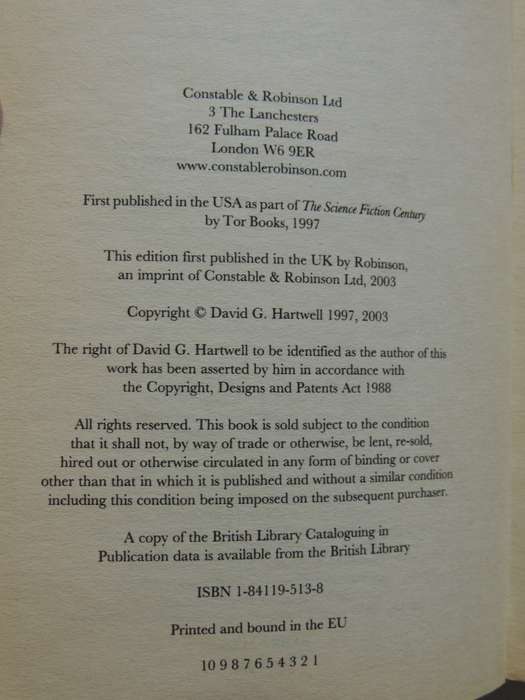 Constable & Robinson Ltd
3 The Lanchesters
162 Fulham Palace Road
London W6 9ER
www.constablerobinson.com
First published in the USA as part of The Science Fiction Century
by Tor Books, 1997
This edition first published in the UK by Robinson,
an imprint of Constable & Robinson Ltd, 2003
Copyright © David G. Hartwell 1997, 2003
The right of David G. Hartwell to be identified as the author of this
work has been asserted by him in accordance with
the Copyright, Designs and Patents Act 1988
All rights reserved. This book is sold subject to the condition
that it shall not, by way of trade or otherwise, be lent, re-sold,
hired out or otherwise circulated in any form of binding or cover
other than that in which it is published and without a similar condition
including this condition being imposed on the subsequent purchaser.
A copy of the British Library Cataloguing in
Publication data is available from the British Library
ISBN 1-84119-513-8
Printed and bound in the EU
10 9 8 7 6 5 4 3 2 1